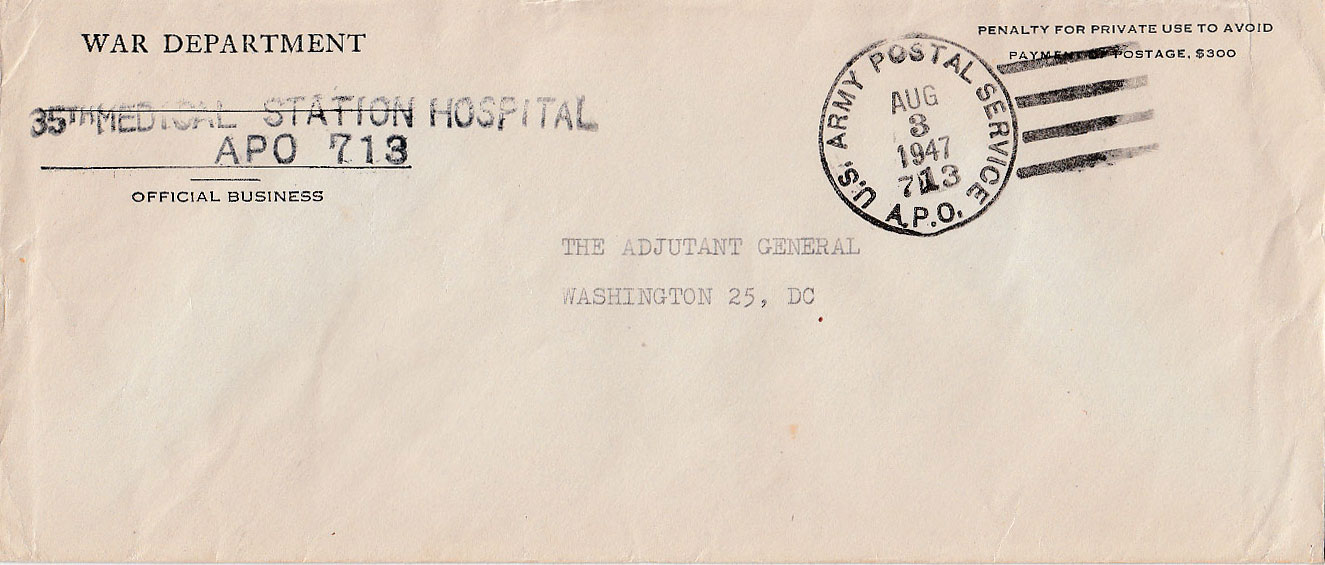 WAR DEPARTMENT
35TH MEDICAL STATION HOSPITAL
APO 713
OFFICIAL BUSINESS
PENALTY FOR PRIVATE USE TO AVOID
PAYMENT OF POSTAGE, $300
U.S. ARMY POSTAL SERVICE
AUG
3
1947
713
A.P.O.
THE ADJUTANT GENERAL
WASHINGTON 25, DC